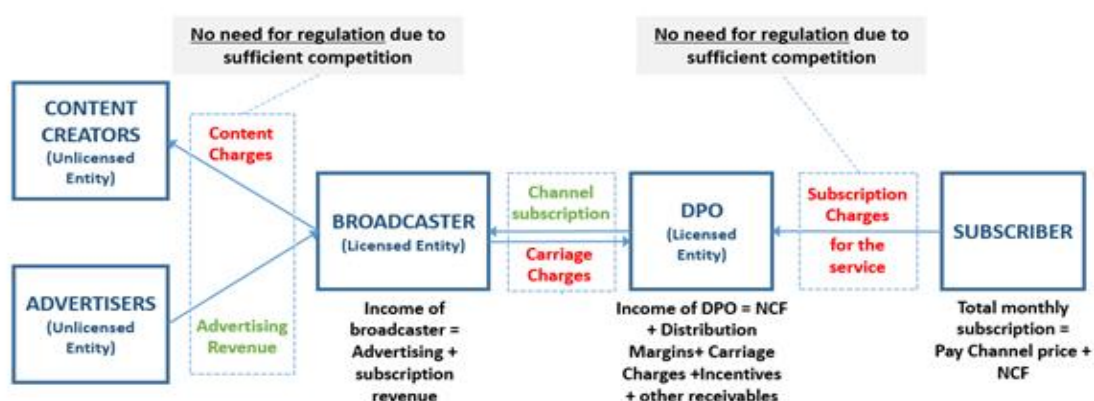 No need for regulation due to
sufficient competition
No need for regulation due to
sufficient competition
CONTENT
CREATORS
(Unlicensed
Entity)
Content
Charges
ADVERTISERS
(Unlicensed
Entity)
Advertising
Revenue
BROADCASTER
(Licensed Entity)
Income of
broadcaster =
Advertising +
subscription
revenue
Channel
subscription
Carriage
Charges
DPO
(Licensed
Entity)
Income of DPO = NCF
+ Distribution
Margins+ Carriage
Charges +Incentives
+ other receivables
Subscription
Charges
for the
service
SUBSCRIBER
Total monthly
subscription =
Pay Channel price +
NCF